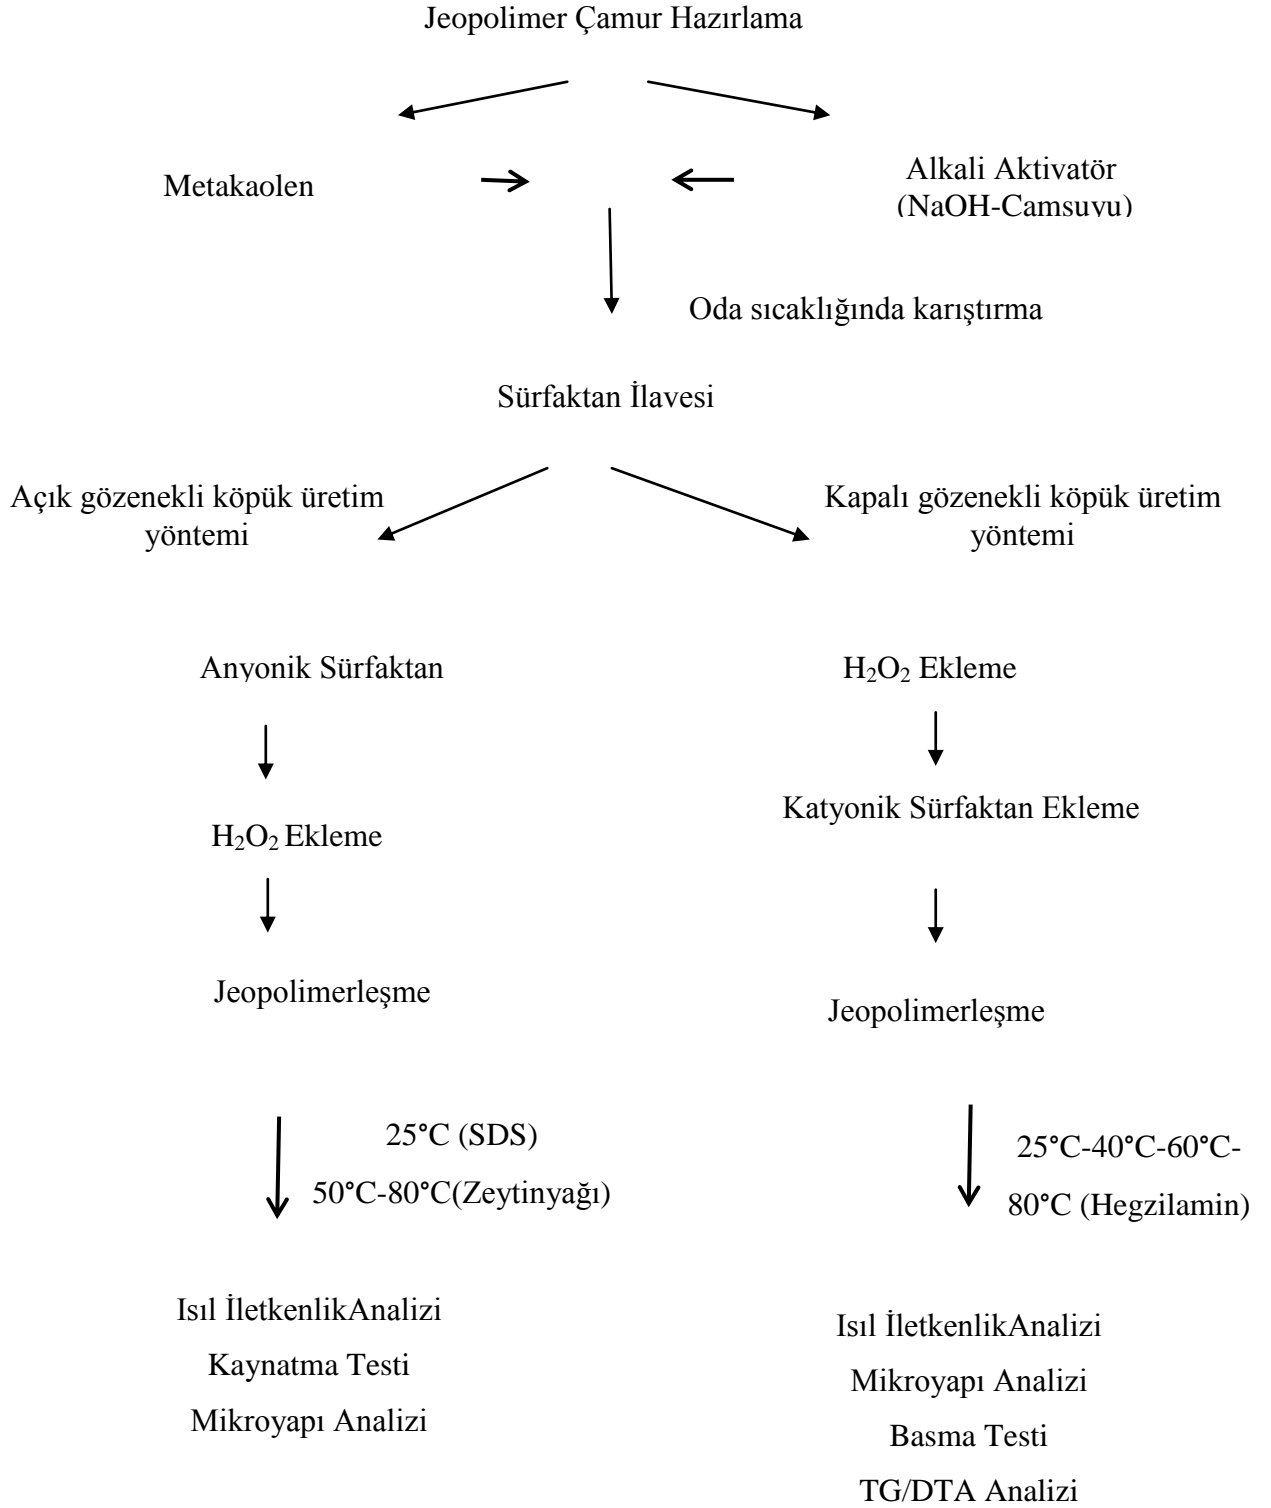 Jeopolimer Çamur Hazırlama
Metakaolen
Alkali Aktivatör
(NaOH-Camsuyu)
Oda sıcaklığında karıştırma
Sürfaktan İlavesi
Açık gözenekli köpük üretim
yöntemi
Kapalı gözenekli köpük üretim
yöntemi
Anyonik Sürfaktan
H₂O₂ Ekleme
Jeopolimerleşme
25°C (SDS)
50°C-80°C(Zeytinyağı)
Isıl İletkenlikAnalizi
Kaynatma Testi
Mikroyapı Analizi
H₂O₂ Ekleme
Katyonik Sürfaktan Ekleme
Jeopolimerleşme
25°C-40°C-60°C-
80°C (Hegzilamin)
Isıl İletkenlikAnalizi
Mikroyapı Analizi
Basma Testi
TG/DTA Analizi